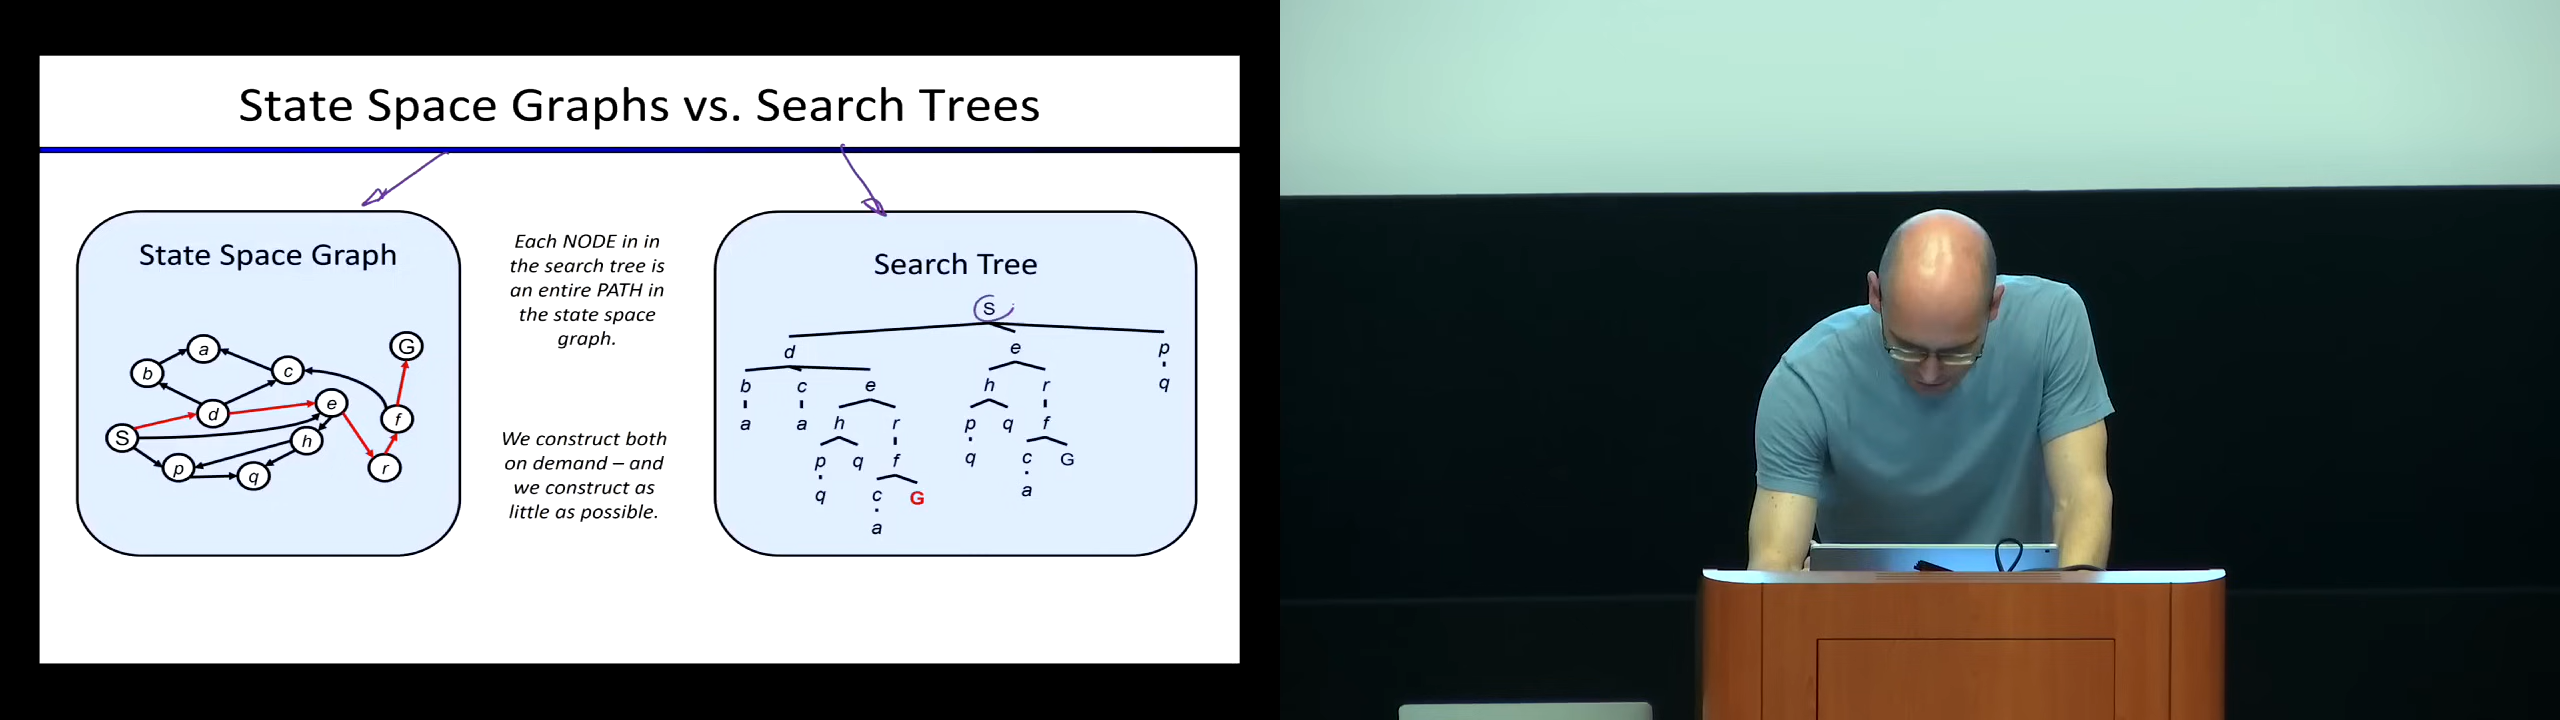 State Space Graphs vs. Search Trees
State Space Graph
a
G
b
c
d
e
f
S
h
p
q
r
Each NODE in in
the search tree is
an entire PATH in
the state space
graph.
We construct both
on demand – and
we construct as
little as possible.
Search Tree
S
d e p
b c e h r q
a a h r p q f
p q f q c G
q c G a
a